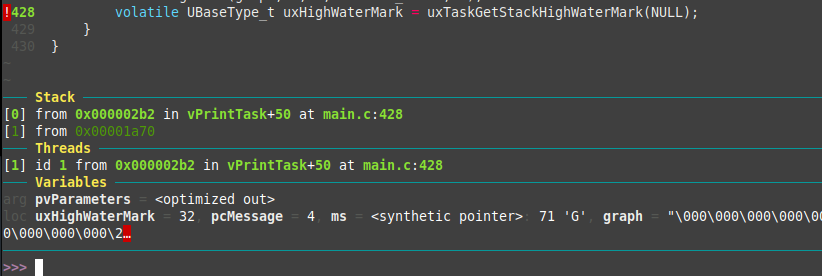 !428          volatile UBaseType_t uxHighWaterMark = uxTaskGetStackHighWaterMark(NULL);
429      }
430  }
~
~
Stack
[0] from 0x000002b2 in vPrintTask+50 at main.c:428
[1] from 0x00001a70
Threads
[1] id 1 from 0x000002b2 in vPrintTask+50 at main.c:428
Variables
arg pvParameters = <optimized out>
loc uxHighWaterMark = 32, pcMessage = 4, ms = <synthetic pointer>: 71 'G', graph = "\000\000\000\000\00
0\000\000\000\2…
>>>